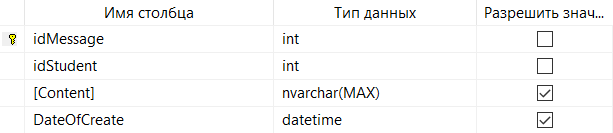 Имя столбца Тип данных Разрешить знач...
idMessage int
idStudent int
[Content] nvarchar(MAX)
DateOfCreate datetime